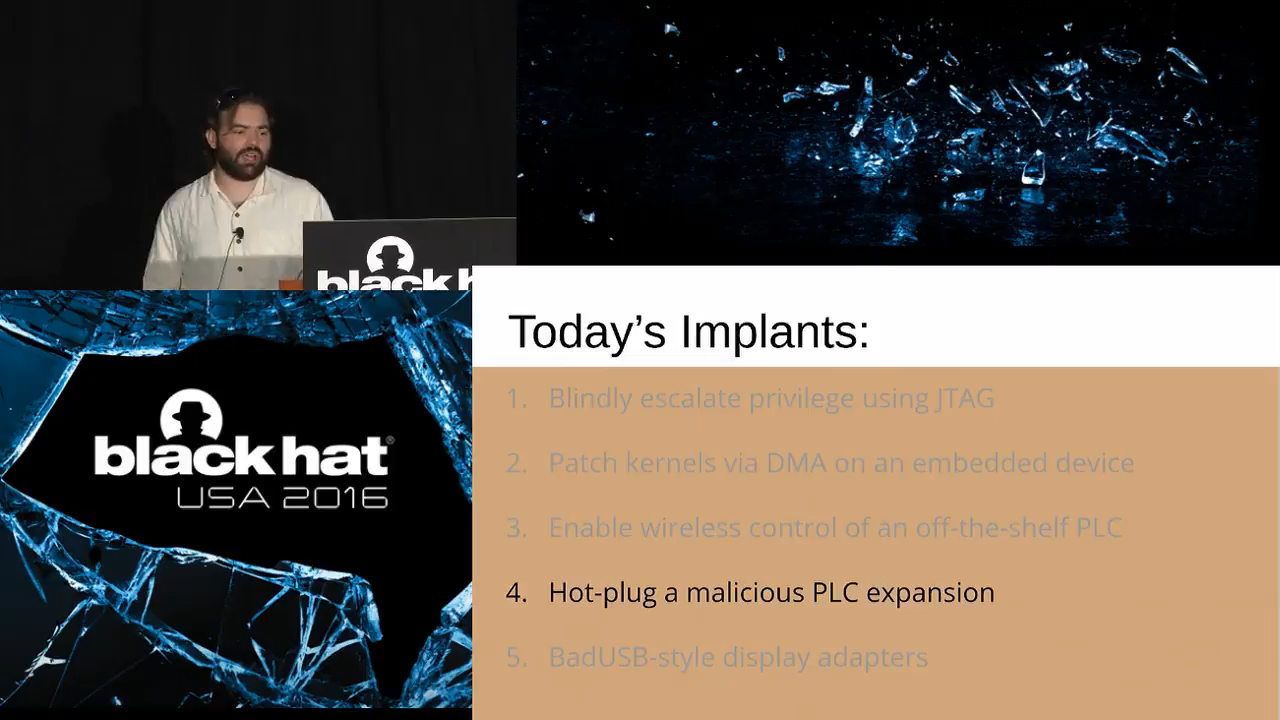 black h
Today's Implants:
1. Blindly escalate privilege using JTAG
2. Patch kernels via DMA on an embedded device
3. Enable wireless control of an off-the-shelf PLC
4. Hot-plug a malicious PLC expansion
5. BadUSB-style display adapters
black hat®
USA 2016